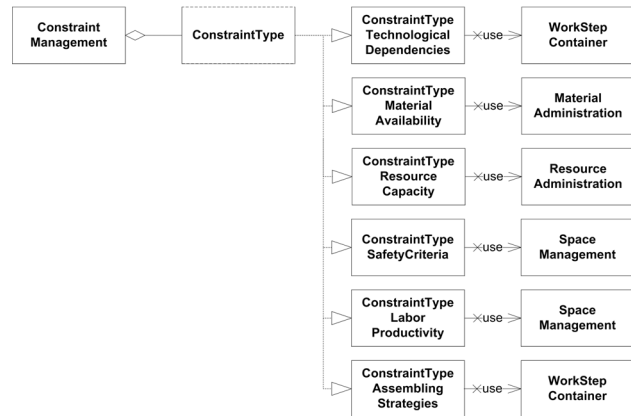 Constraint
Management
ConstraintType
ConstraintType
Technological
Dependencies
use
WorkStep
Container
ConstraintType
Material
Availability
use
Material
Administration
ConstraintType
Resource
Capacity
use
Resource
Administration
ConstraintType
SafetyCriteria
use
Space
Management
ConstraintType
Labor
Productivity
use
Space
Management
ConstraintType
Assembling
Strategies
use
WorkStep
Container